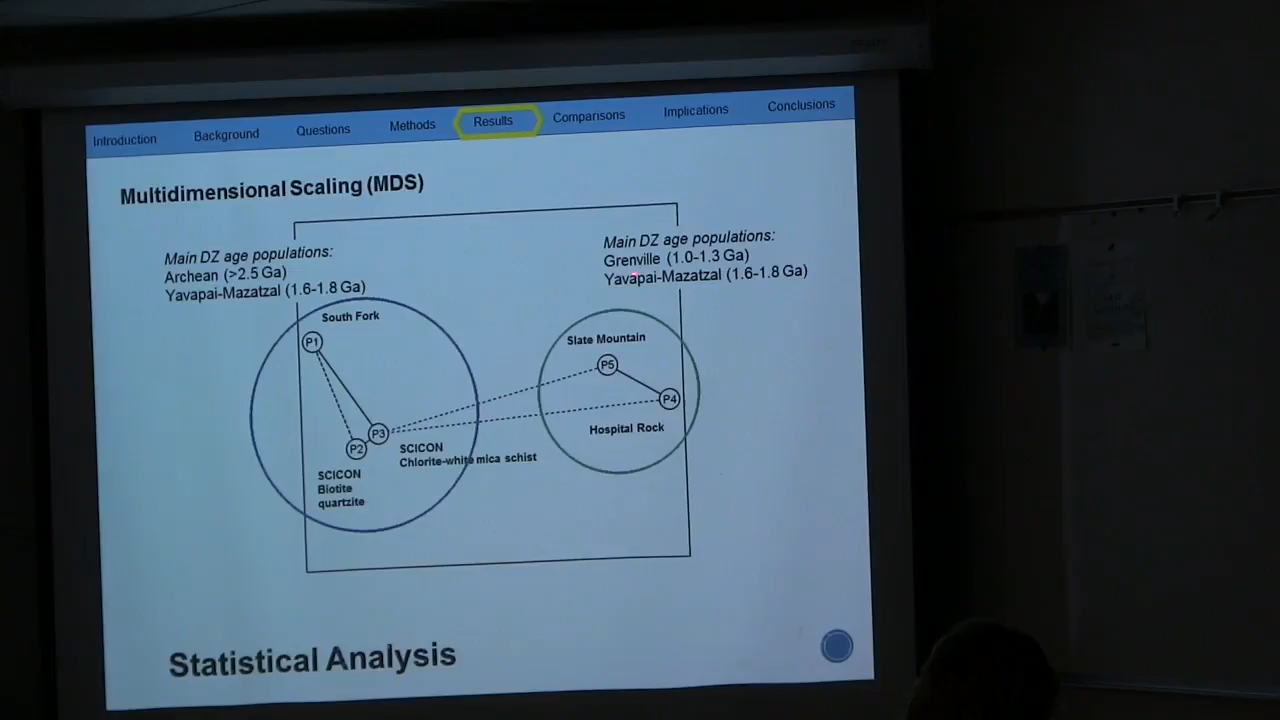 Introduction Background Questions Methods Results Comparisons Implications Conclusions
Multidimensional Scaling (MDS)
Main DZ age populations:
Archean (>2.5 Ga)
Yavapai-Mazatzal (1.6-1.8 Ga)
Main DZ age populations:
Grenville (1.0-1.3 Ga)
Yavapai-Mazatzal (1.6-1.8 Ga)
South Fork
P1
Slate Mountain
P5
P4
Hospital Rock
P3
P2
SCICON
Chlorite-white mica schist
SCICON
Biotite
quartzite
Statistical Analysis